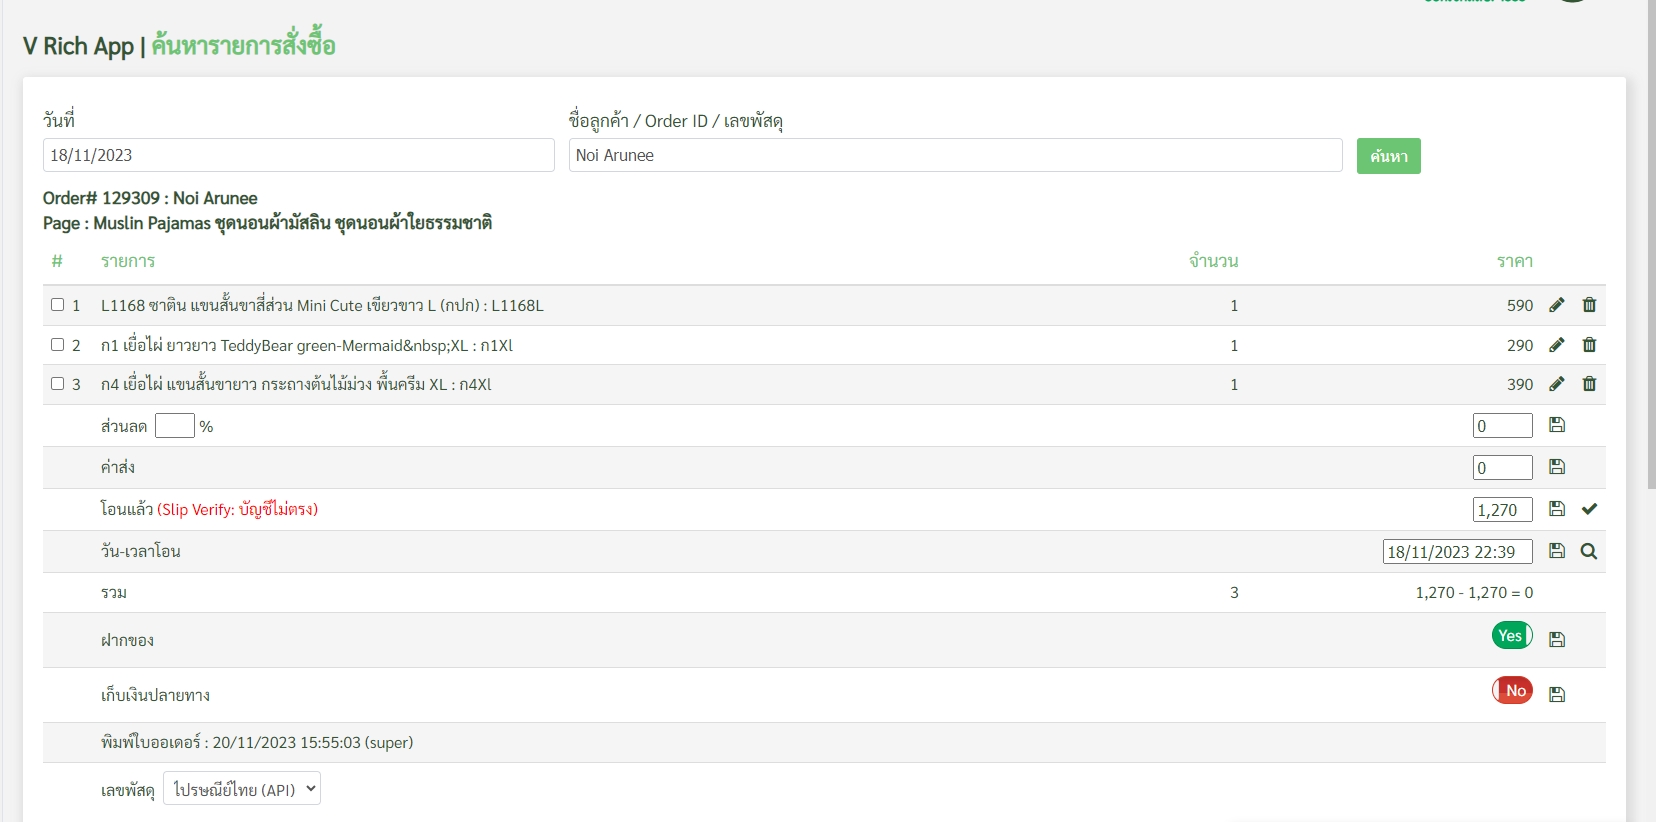 V Rich App | ค้นหารายการสั่งซื้อ
วันที่
ชื่อลูกค้า / Order ID / เลขพัสดุ
18/11/2023
Noi Arunee
ค้นหา
Order# 129309 : Noi Arunee
Page : Muslin Pajamas ชุดนอนผ้ามัสลิน ชุดนอนผ้าใยธรรมชาติ
# รายการ จำนวน ราคา
1 L1168 ซาติน แขนสั้นขาสี่ส่วน Mini Cute เขียวขาว L (กปก) : L1168L 1 590
2 ก1 เยื่อไผ่ ยาวยาว TeddyBear green-Mermaid&nbsp;XL : ก1Xl 1 290
3 ก4 เยื่อไผ่ แขนสั้นขายาว กระถางต้นไม้ม่วง พื้นครีม XL : ก4Xl 1 390
ส่วนลด % 0
ค่าส่ง 0
โอนแล้ว (Slip Verify: บัญชีไม่ตรง) 1,270
วัน-เวลาโอน 18/11/2023 22:39
รวม 3 1,270 - 1,270 = 0
ฝากของ Yes
เก็บเงินปลายทาง No
พิมพ์ใบออเดอร์ : 20/11/2023 15:55:03 (super)
เลขพัสดุ ไปรษณีย์ไทย (API)